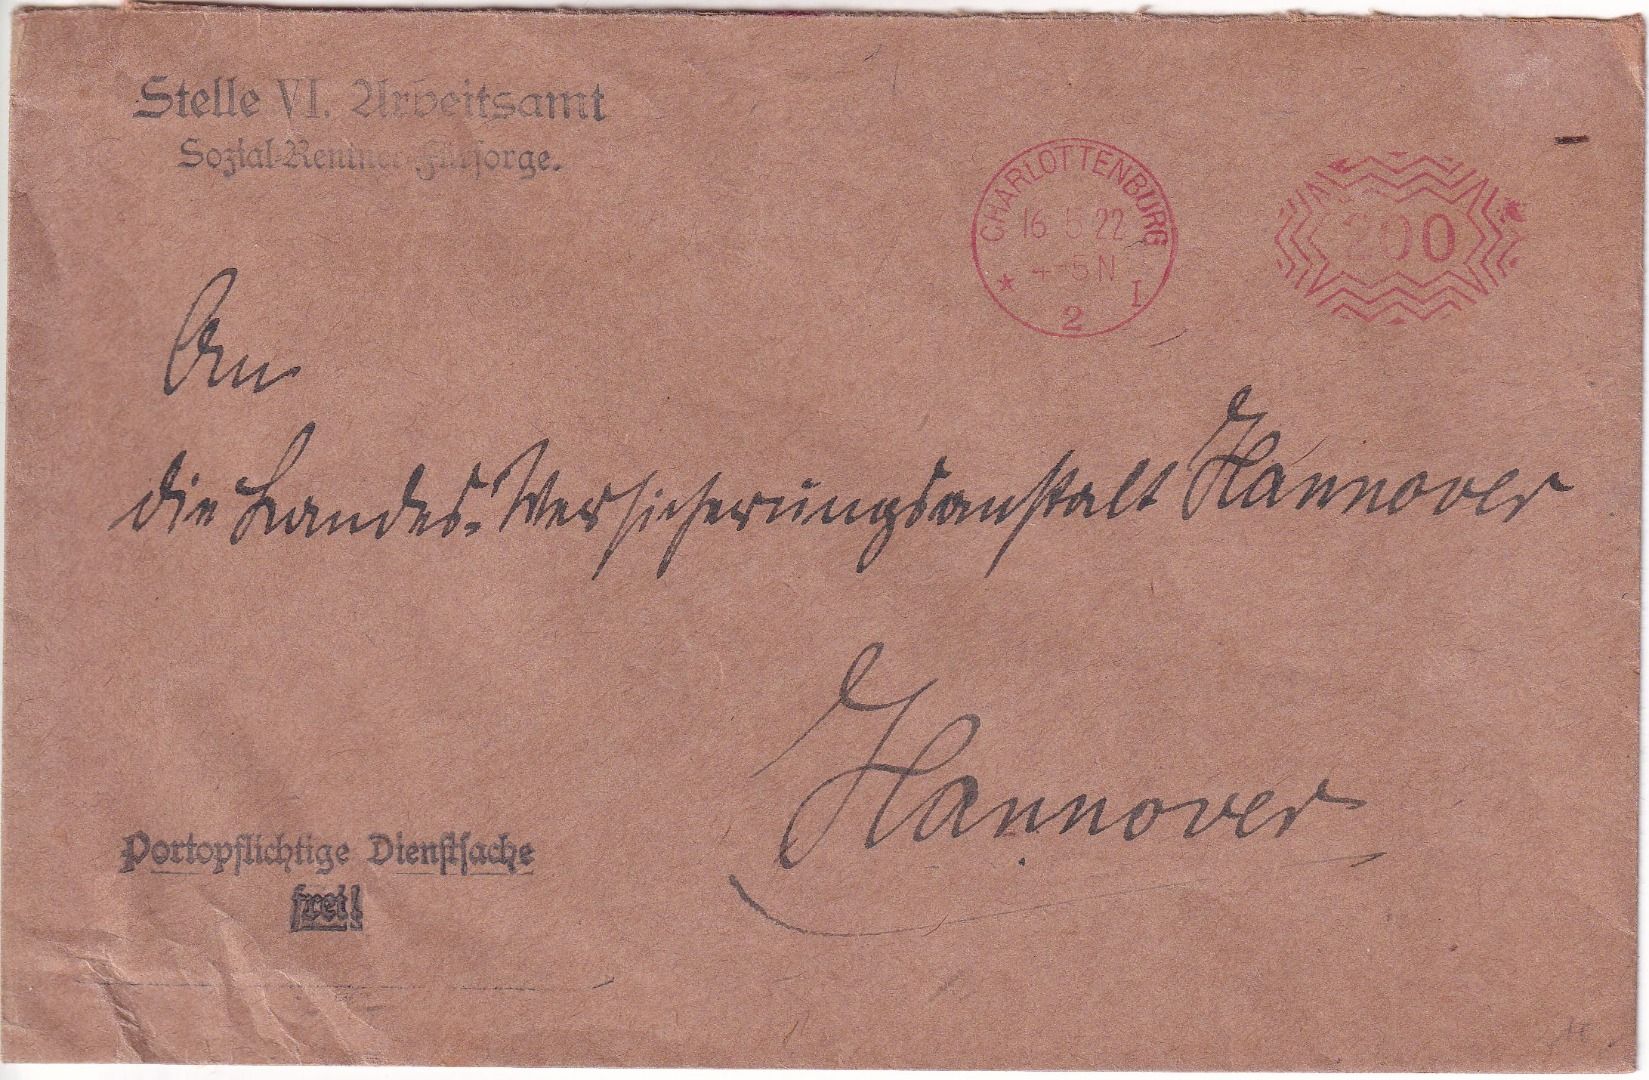 Stelle VI. Arbeitsamt
Sozial-Rentner-Fürsorge.
CHARLOTTENBURG
16 5 22
4-5 N
I
2
200
An
die Landes-Versicherungsanstalt Hannover
Hannover
Portopflichtige Dienstsache
frei!